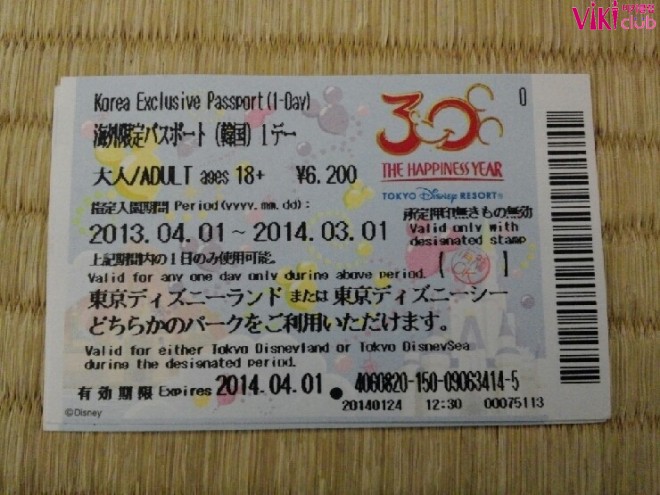 Viki club
Korea Exclusive Passport(1-Day)
海外限定パスポート（韓国）1デー
大人/ADULT ages 18+ ¥6,200
指定入園期間 Period(yyyy.mm.dd):
2013.04.01 ~ 2014.03.01
上記期間内の1日のみ使用可能。
Valid for any one day only during above period.
東京ディズニーランド または 東京ディズニーシー
どちらかのパークをご利用いただけます。
Valid for either Tokyo Disneyland or Tokyo DisneySea
during the designated period.
有効期限 Expires 2014.04.01
©Disney
0
30
THE HAPPINESS YEAR
TOKYO Disney RESORT®
所定押印無きもの無効
Valid only with
designated stamp
4060820-150-09063414-5
20140124 12:30 00075113